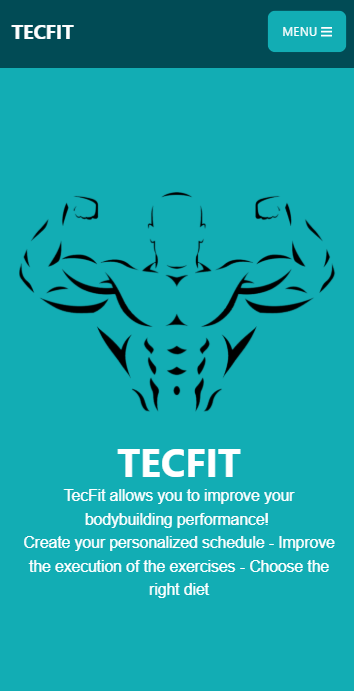 TECFIT
MENU
TECFIT
TecFit allows you to improve your
bodybuilding performance!
Create your personalized schedule - Improve
the execution of the exercises - Choose the
right diet